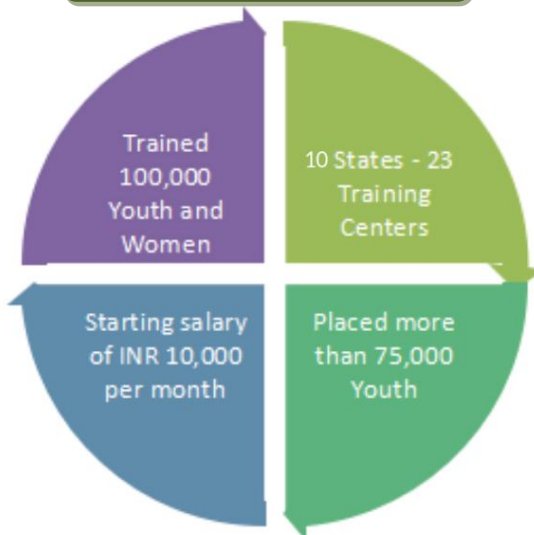 Trained
100,000
Youth and
Women
10 States - 23
Training
Centers
Starting salary
of INR 10,000
per month
Placed more
than 75,000
Youth